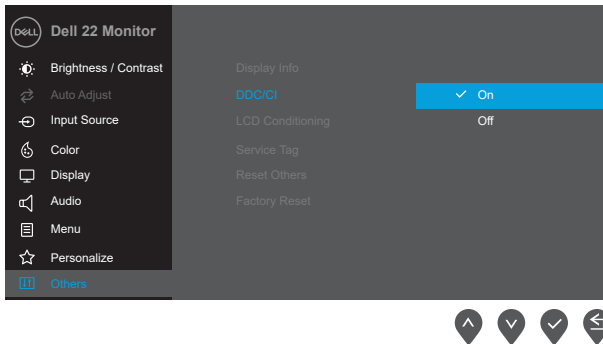 DELL Dell 22 Monitor
Brightness / Contrast Display Info
Auto Adjust DDC/CI On
Input Source LCD Conditioning Off
Color Service Tag
Display Reset Others
Audio Factory Reset
Menu
Personalize
Others